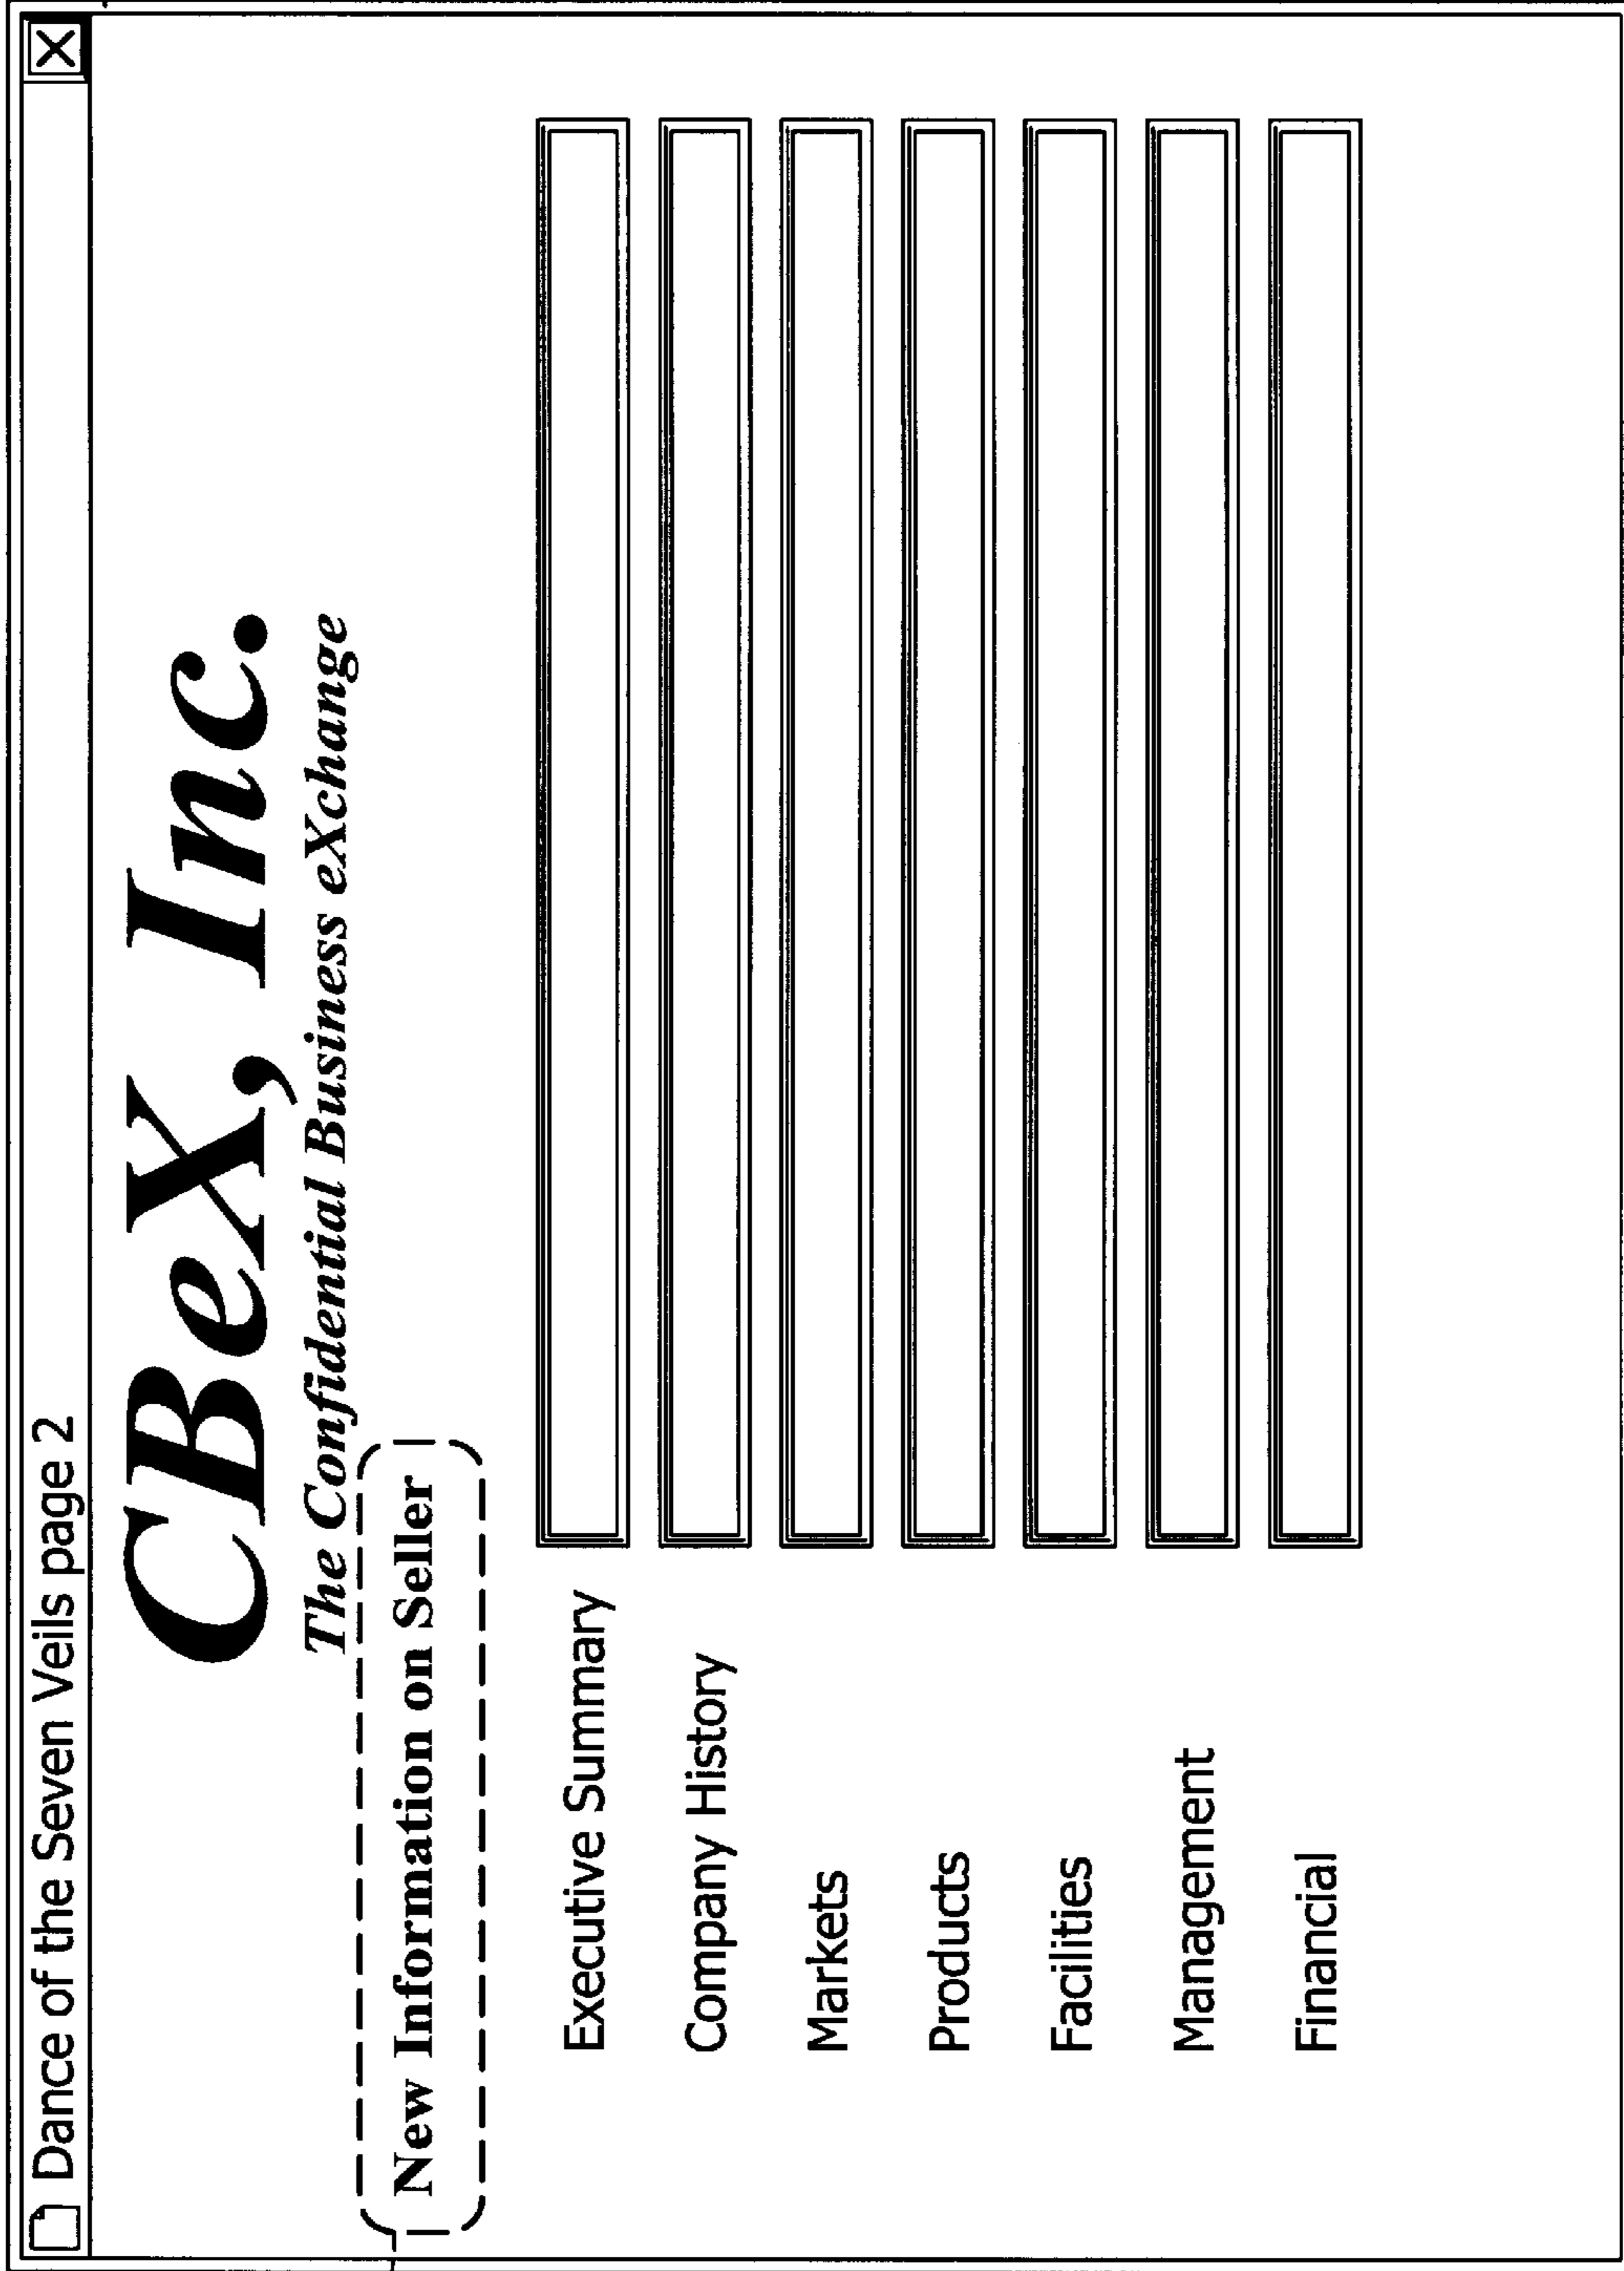 Dance of the Seven Veils page 2
CBeX, Inc.
The Confidential Business eXchange
New Information on Seller
Executive Summary
Company History
Markets
Products
Facilities
Management
Financial